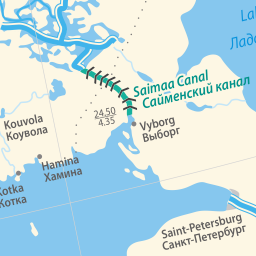 Lal
Ладо
Saimaa Canal
Сайменский канал
24.50
4.35
Kouvola
Коувола
Vyborg
Выборг
Hamina
Хамина
Kotka
Котка
Saint-Petersburg
Санкт-Петербург